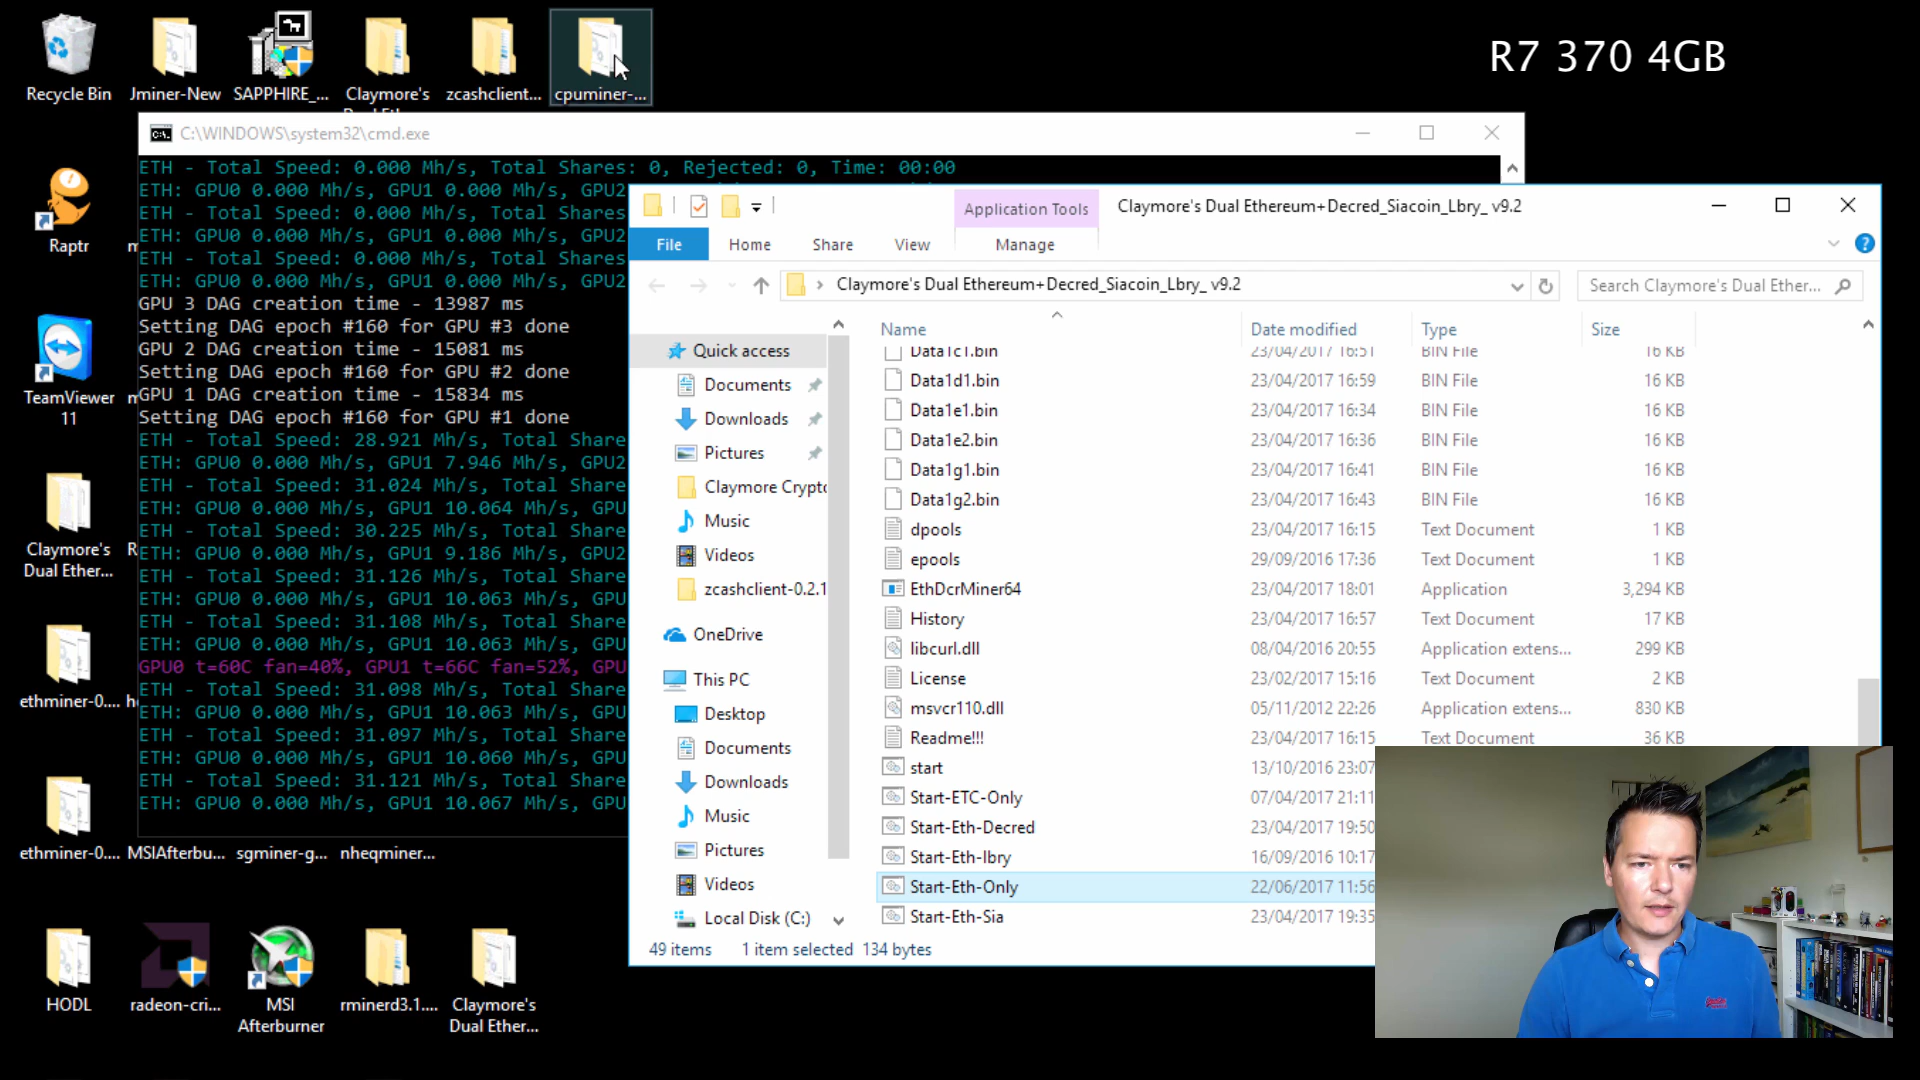 R7 370 4GB
Recycle Bin
Jminer-New
SAPPHIRE_...
Claymore's
zcashclient...
cpuminer-...
Raptr
TeamViewer
11
Claymore's
Dual Ether...
ethminer-0....
ethminer-0....
MSIAfterbu...
sgminer-g...
nheqminer...
HODL
radeon-cri...
MSI
Afterburner
rminerd3.1....
Claymore's
Dual Ether...
C:\WINDOWS\system32\cmd.exe
ETH - Total Speed: 0.000 Mh/s, Total Shares: 0, Rejected: 0, Time: 00:00
ETH: GPU0 0.000 Mh/s, GPU1 0.000 Mh/s, GPU2
ETH - Total Speed: 0.000 Mh/s, Total Shares
ETH: GPU0 0.000 Mh/s, GPU1 0.000 Mh/s, GPU2
ETH - Total Speed: 0.000 Mh/s, Total Shares
ETH: GPU0 0.000 Mh/s, GPU1 0.000 Mh/s, GPU2
GPU 3 DAG creation time - 13987 ms
Setting DAG epoch #160 for GPU #3 done
GPU 2 DAG creation time - 15081 ms
Setting DAG epoch #160 for GPU #2 done
GPU 1 DAG creation time - 15834 ms
Setting DAG epoch #160 for GPU #1 done
ETH - Total Speed: 28.921 Mh/s, Total Share
ETH: GPU0 0.000 Mh/s, GPU1 7.946 Mh/s, GPU2
ETH - Total Speed: 31.024 Mh/s, Total Share
ETH: GPU0 0.000 Mh/s, GPU1 10.064 Mh/s, GPU
ETH - Total Speed: 30.225 Mh/s, Total Share
ETH: GPU0 0.000 Mh/s, GPU1 9.186 Mh/s, GPU2
ETH - Total Speed: 31.126 Mh/s, Total Share
ETH: GPU0 0.000 Mh/s, GPU1 10.063 Mh/s, GPU
ETH - Total Speed: 31.108 Mh/s, Total Share
ETH: GPU0 0.000 Mh/s, GPU1 10.063 Mh/s, GPU
GPU0 t=60C fan=40%, GPU1 t=66C fan=52%, GPU
ETH - Total Speed: 31.098 Mh/s, Total Share
ETH: GPU0 0.000 Mh/s, GPU1 10.063 Mh/s, GPU
ETH - Total Speed: 31.097 Mh/s, Total Share
ETH: GPU0 0.000 Mh/s, GPU1 10.060 Mh/s, GPU
ETH - Total Speed: 31.121 Mh/s, Total Share
ETH: GPU0 0.000 Mh/s, GPU1 10.067 Mh/s, GPU
Application Tools
Claymore's Dual Ethereum+Decred_Siacoin_Lbry_ v9.2
File Home Share View Manage
Claymore's Dual Ethereum+Decred_Siacoin_Lbry_ v9.2
Search Claymore's Dual Ether...
Quick access
Documents
Downloads
Pictures
Claymore Crypto
Music
Videos
zcashclient-0.2.1
OneDrive
This PC
Desktop
Documents
Downloads
Music
Pictures
Videos
Local Disk (C:)
Name Date modified Type Size
Data1c1.bin 23/04/2017 16:51 BIN File 16 KB
Data1d1.bin 23/04/2017 16:59 BIN File 16 KB
Data1e1.bin 23/04/2017 16:34 BIN File 16 KB
Data1e2.bin 23/04/2017 16:36 BIN File 16 KB
Data1g1.bin 23/04/2017 16:41 BIN File 16 KB
Data1g2.bin 23/04/2017 16:43 BIN File 16 KB
dpools 23/04/2017 16:15 Text Document 1 KB
epools 29/09/2016 17:36 Text Document 1 KB
EthDcrMiner64 23/04/2017 18:01 Application 3,294 KB
History 23/04/2017 16:57 Text Document 17 KB
libcurl.dll 08/04/2016 20:55 Application extens... 299 KB
License 23/02/2017 15:16 Text Document 2 KB
msvcr110.dll 05/11/2012 22:26 Application extens... 830 KB
Readme!!! 23/04/2017 16:15 Text Document 36 KB
start 13/10/2016 23:07
Start-ETC-Only 07/04/2017 21:11
Start-Eth-Decred 23/04/2017 19:50
Start-Eth-lbry 16/09/2016 10:17
Start-Eth-Only 22/06/2017 11:56
Start-Eth-Sia 23/04/2017 19:35
49 items 1 item selected 134 bytes